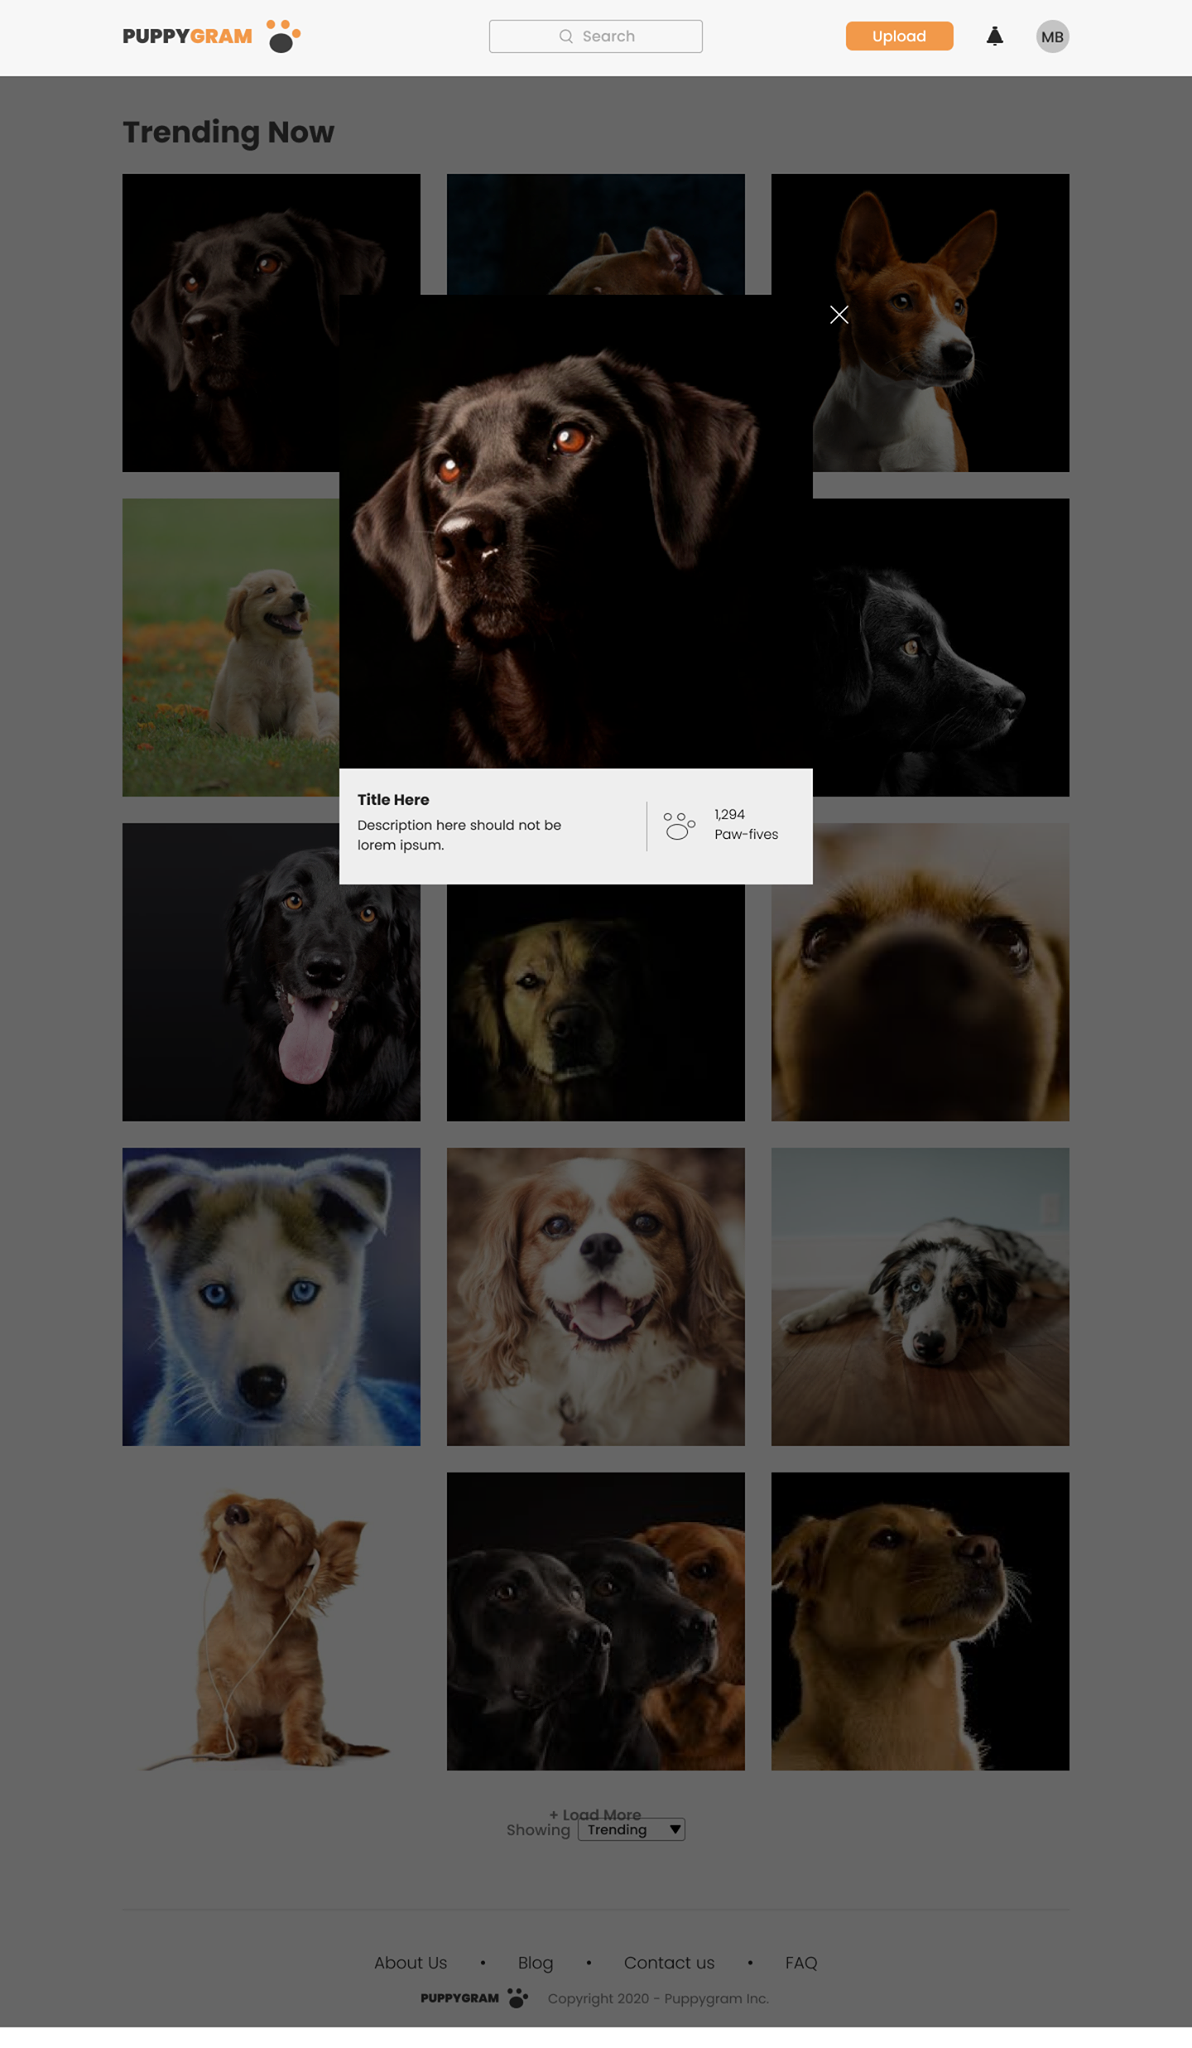 PUPPYGRAM
Search
Upload
MB
Trending Now
Title Here
Description here should not be
lorem ipsum.
1,294
Paw-fives
+ Load More
Showing Trending
About Us • Blog • Contact us • FAQ
PUPPYGRAM Copyright 2020 - Puppygram Inc.